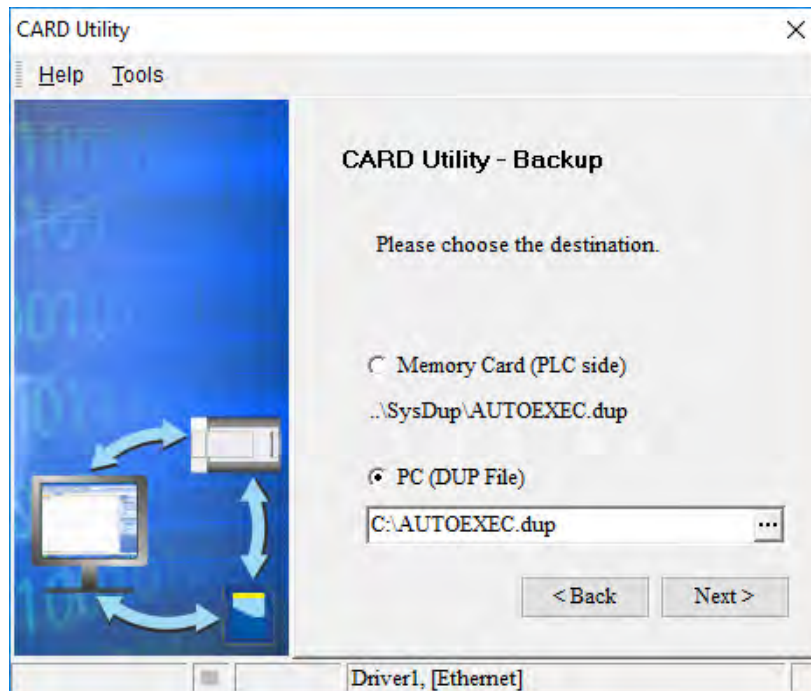 CARD Utility
Help Tools
CARD Utility - Backup
Please choose the destination.
Memory Card (PLC side)
..\SysDup\AUTOEXEC.dup
PC (DUP File)
C:\AUTOEXEC.dup ...
< Back Next >
Driver1, [Ethernet]